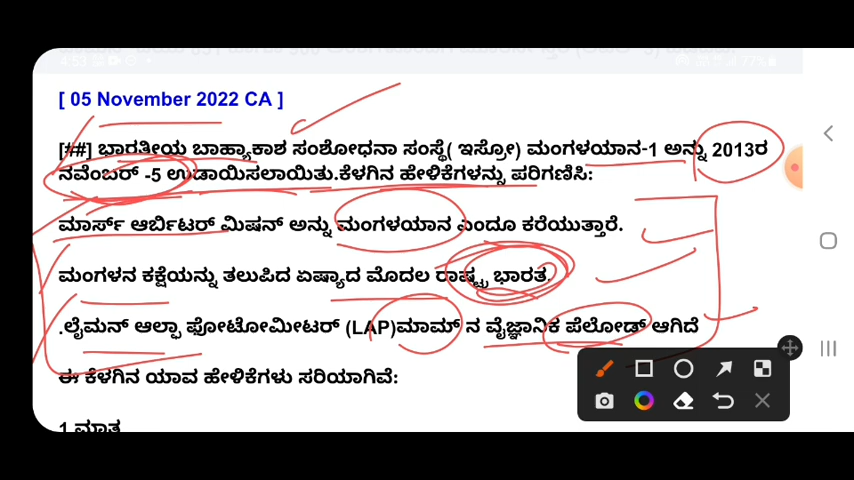 [ 05 November 2022 CA ]
[##] ಭಾರತೀಯ ಬಾಹ್ಯಾಕಾಶ ಸಂಶೋಧನಾ ಸಂಸ್ಥೆ( ಇಸ್ರೋ) ಮಂಗಳಯಾನ-1 ಅನ್ನು 2013ರ
ನವೆಂಬರ್ -5 ಉಡಾಯಿಸಲಾಯಿತು.ಕೆಳಗಿನ ಹೇಳಿಕೆಗಳನ್ನು ಪರಿಗಣಿಸಿ:
ಮಾರ್ಸ್ ಆರ್ಬಿಟರ್ ಮಿಷನ್ ಅನ್ನು ಮಂಗಳಯಾನ ಎಂದೂ ಕರೆಯುತ್ತಾರೆ.
ಮಂಗಳನ ಕಕ್ಷೆಯನ್ನು ತಲುಪಿದ ಏಷ್ಯಾದ ಮೊದಲ ರಾಷ್ಟ್ರ ಭಾರತ.
.ಲೈಮನ್ ಆಲ್ಫಾ ಫೋಟೋಮೀಟರ್ (LAP)ಮಾಮ್ ನ ವೈಜ್ಞಾನಿಕ ಪೆಲೋಡ್ ಆಗಿದೆ
ಈ ಕೆಳಗಿನ ಯಾವ ಹೇಳಿಕೆಗಳು ಸರಿಯಾಗಿವೆ:
1 ಮಾತ್ರ